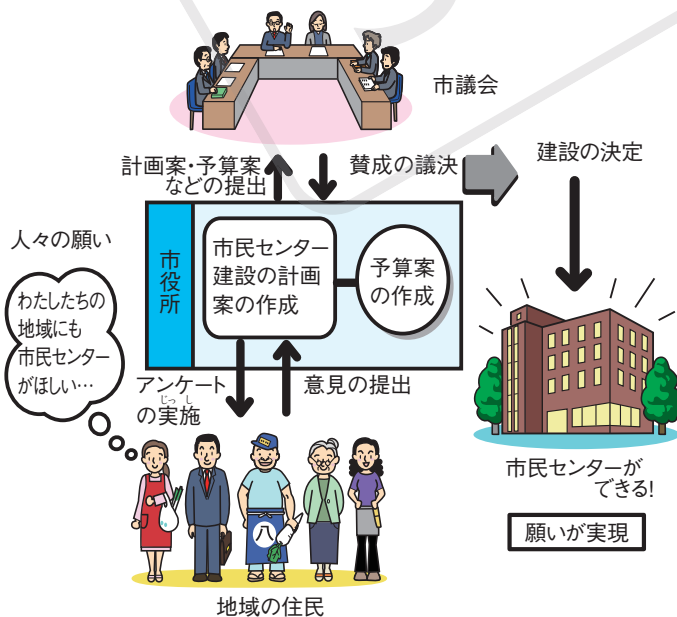 市議会
計画案・予算案
などの提出
賛成の議決
建設の決定
人々の願い
わたしたちの
地域にも
市民センター
がほしい…
市役所
市民センター
建設の計画
案の作成
予算案
の作成
アンケート
の実施
じっし
意見の提出
八
地域の住民
市民センターが
できる!
願いが実現